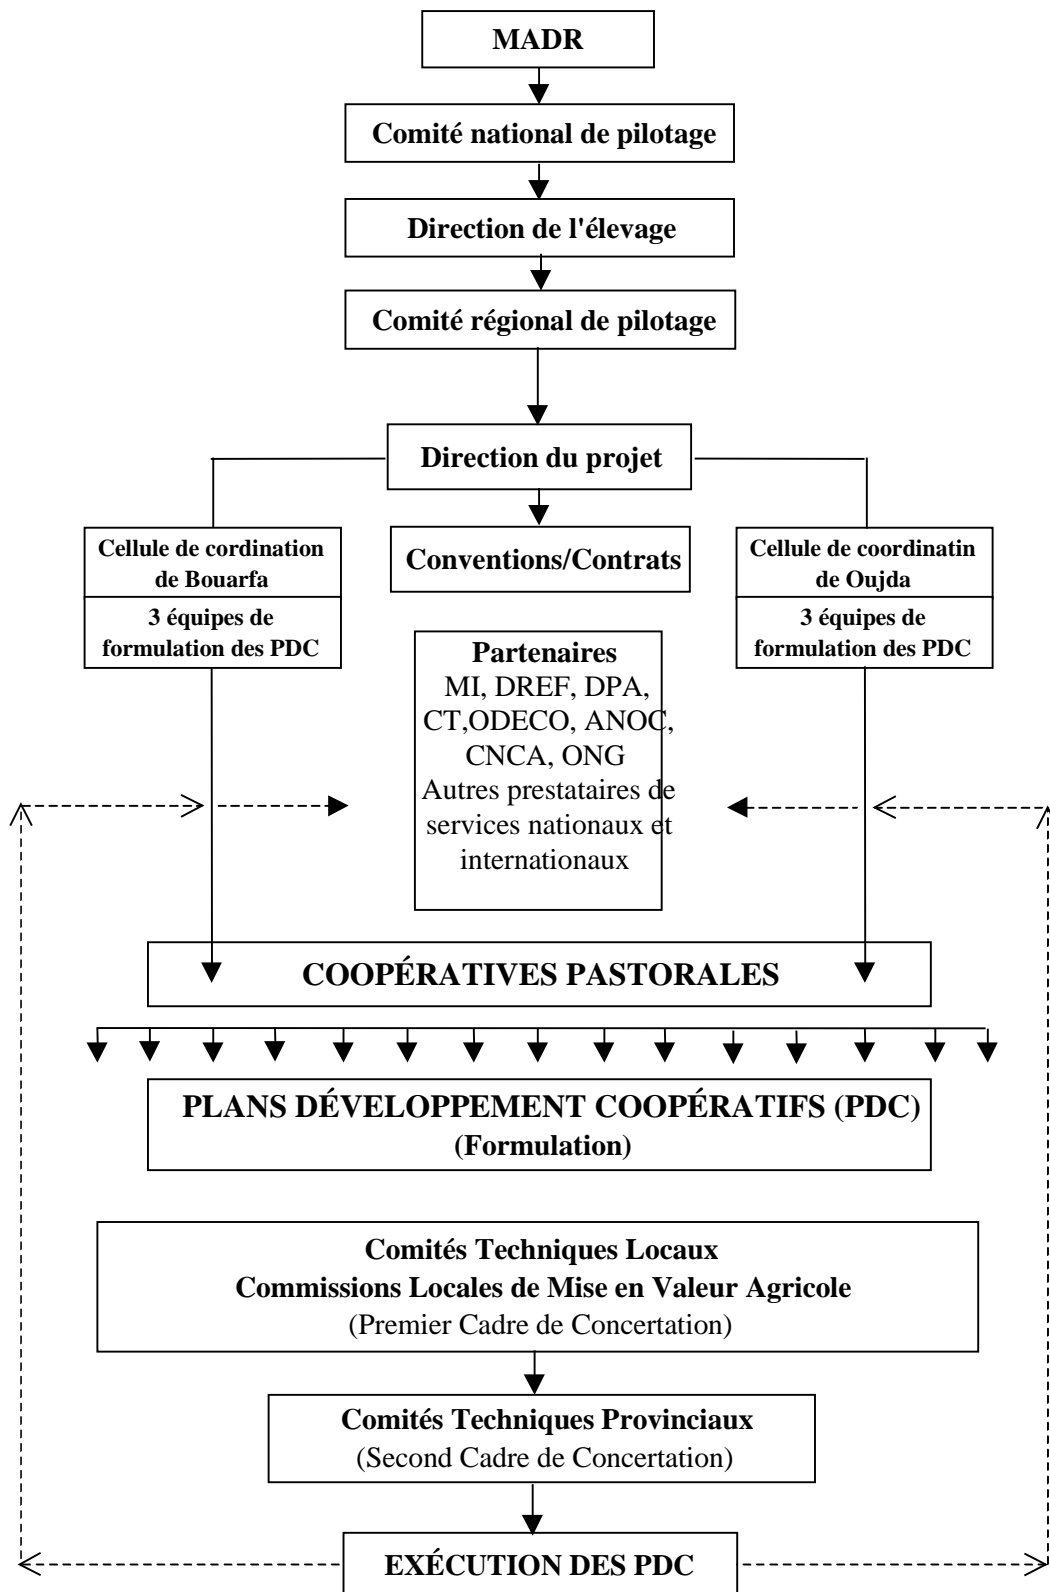 MADR
Comité national de pilotage
Direction de l'élevage
Comité régional de pilotage
Direction du projet
Cellule de cordination
de Bouarfa
3 équipes de
formulation des PDC
Conventions/Contrats
Cellule de coordinatin
de Oujda
3 équipes de
formulation des PDC
Partenaires
MI, DREF, DPA,
CT,ODECO, ANOC,
CNCA, ONG
Autres prestataires de
services nationaux et
internationaux
COOPÉRATIVES PASTORALES
PLANS DÉVELOPPEMENT COOPÉRATIFS (PDC)
(Formulation)
Comités Techniques Locaux
Commissions Locales de Mise en Valeur Agricole
(Premier Cadre de Concertation)
Comités Techniques Provinciaux
(Second Cadre de Concertation)
EXÉCUTION DES PDC